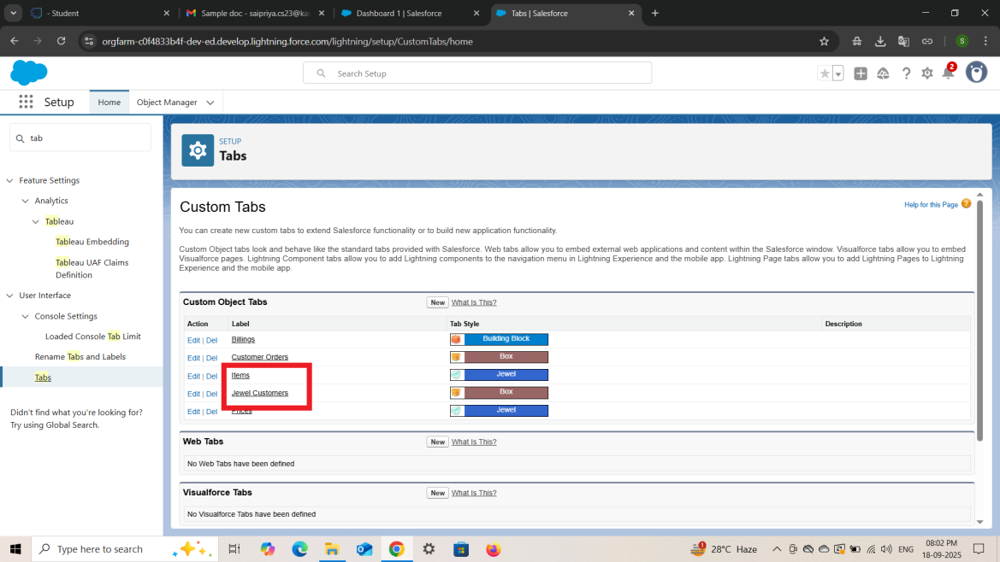 - Student
Sample doc - saipriya.cs23@ka
Dashboard 1 | Salesforce
Tabs | Salesforce
orgfarm-c0f4833b4f-dev-ed.develop.lightning.force.com/lightning/setup/CustomTabs/home
S
Search Setup
2
Setup
Home
Object Manager
tab
Feature Settings
Analytics
Tableau
Tableau Embedding
Tableau UAF Claims
Definition
User Interface
Console Settings
Loaded Console Tab Limit
Rename Tabs and Labels
Tabs
Didn't find what you're looking for?
Try using Global Search.
SETUP
Tabs
Custom Tabs
Help for this Page ?
You can create new custom tabs to extend Salesforce functionality or to build new application functionality.
Custom Object tabs look and behave like the standard tabs provided with Salesforce. Web tabs allow you to embed external web applications and content within the Salesforce window. Visualforce tabs allow you to embed
Visualforce pages. Lightning Component tabs allow you to add Lightning components to the navigation menu in Lightning Experience and the mobile app. Lightning Page tabs allow you to add Lightning Pages to Lightning
Experience and the mobile app.
Custom Object Tabs New What Is This?
Action Label Tab Style Description
Edit | Del Billings Building Block
Edit | Del Customer Orders Box
Edit | Del Items Jewel
Edit | Del Jewel Customers Box
Edit | Del Prices Jewel
Web Tabs New What Is This?
No Web Tabs have been defined
Visualforce Tabs New What Is This?
No Visualforce Tabs have been defined
Type here to search
1
28°C Haze
ENG
08:02 PM
18-09-2025